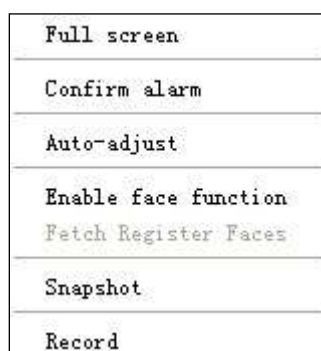 Full screen
Confirm alarm
Auto-adjust
Enable face function
Fetch Register Faces
Snapshot
Record